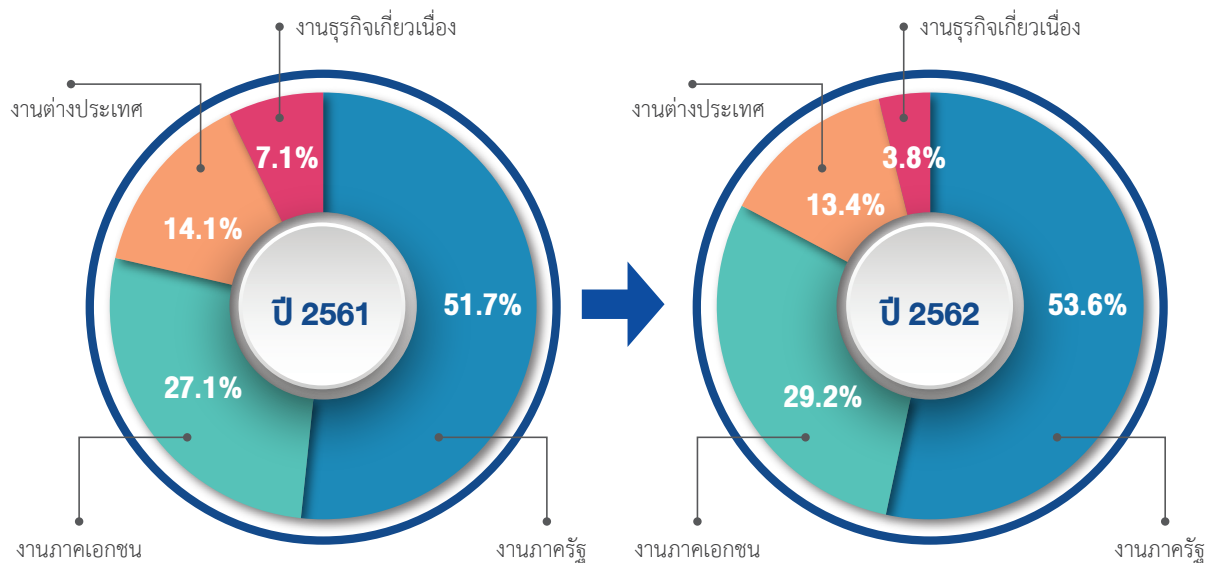 งานธุรกิจเกี่ยวเนื่อง
งานต่างประเทศ
7.1%
14.1%
ปี 2561
51.7%
27.1%
งานภาคเอกชน
งานภาครัฐ
งานธุรกิจเกี่ยวเนื่อง
งานต่างประเทศ
3.8%
13.4%
ปี 2562
53.6%
29.2%
งานภาคเอกชน
งานภาครัฐ